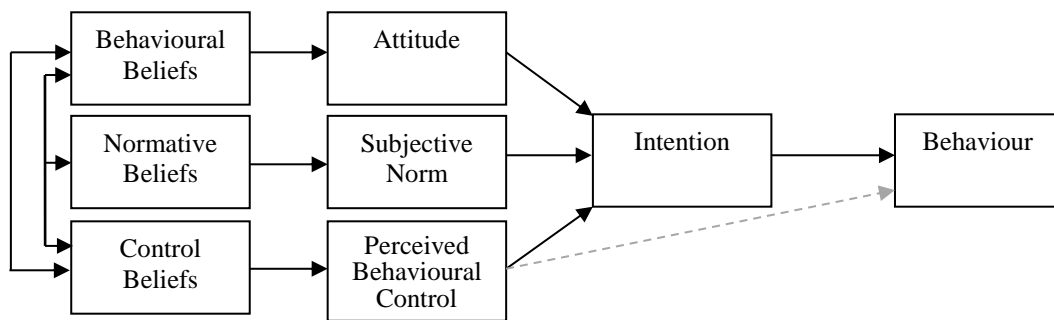 Behavioural
Beliefs
Attitude
Normative
Beliefs
Subjective
Norm
Intention
Behaviour
Control
Beliefs
Perceived
Behavioural
Control